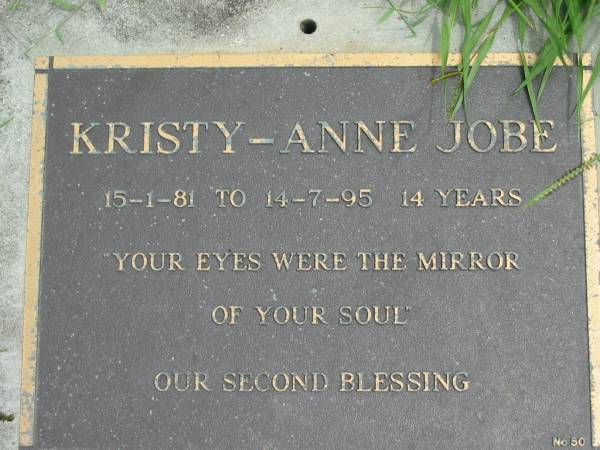 KRISTY-ANNE JOBE
15-1-81 TO 14-7-95 14 YEARS
"YOUR EYES WERE THE MIRROR
OF YOUR SOUL"
OUR SECOND BLESSING
No 50